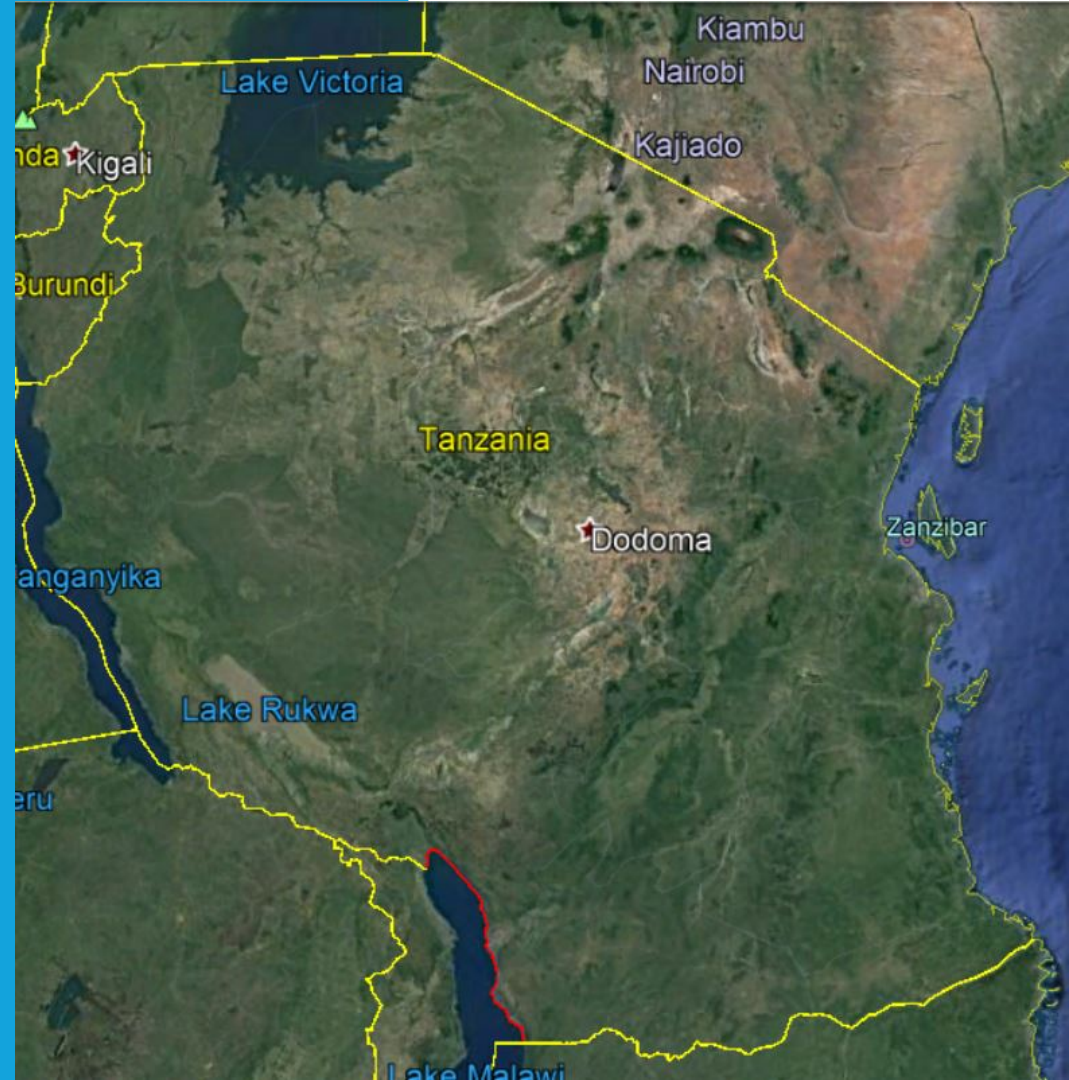 Kiambu
Nairobi
Lake Victoria
Kajiado
nda
Kigali
Burundi
Tanzania
Zanzibar
Dodoma
anganyika
Lake Rukwa
eru
Lake Malawi